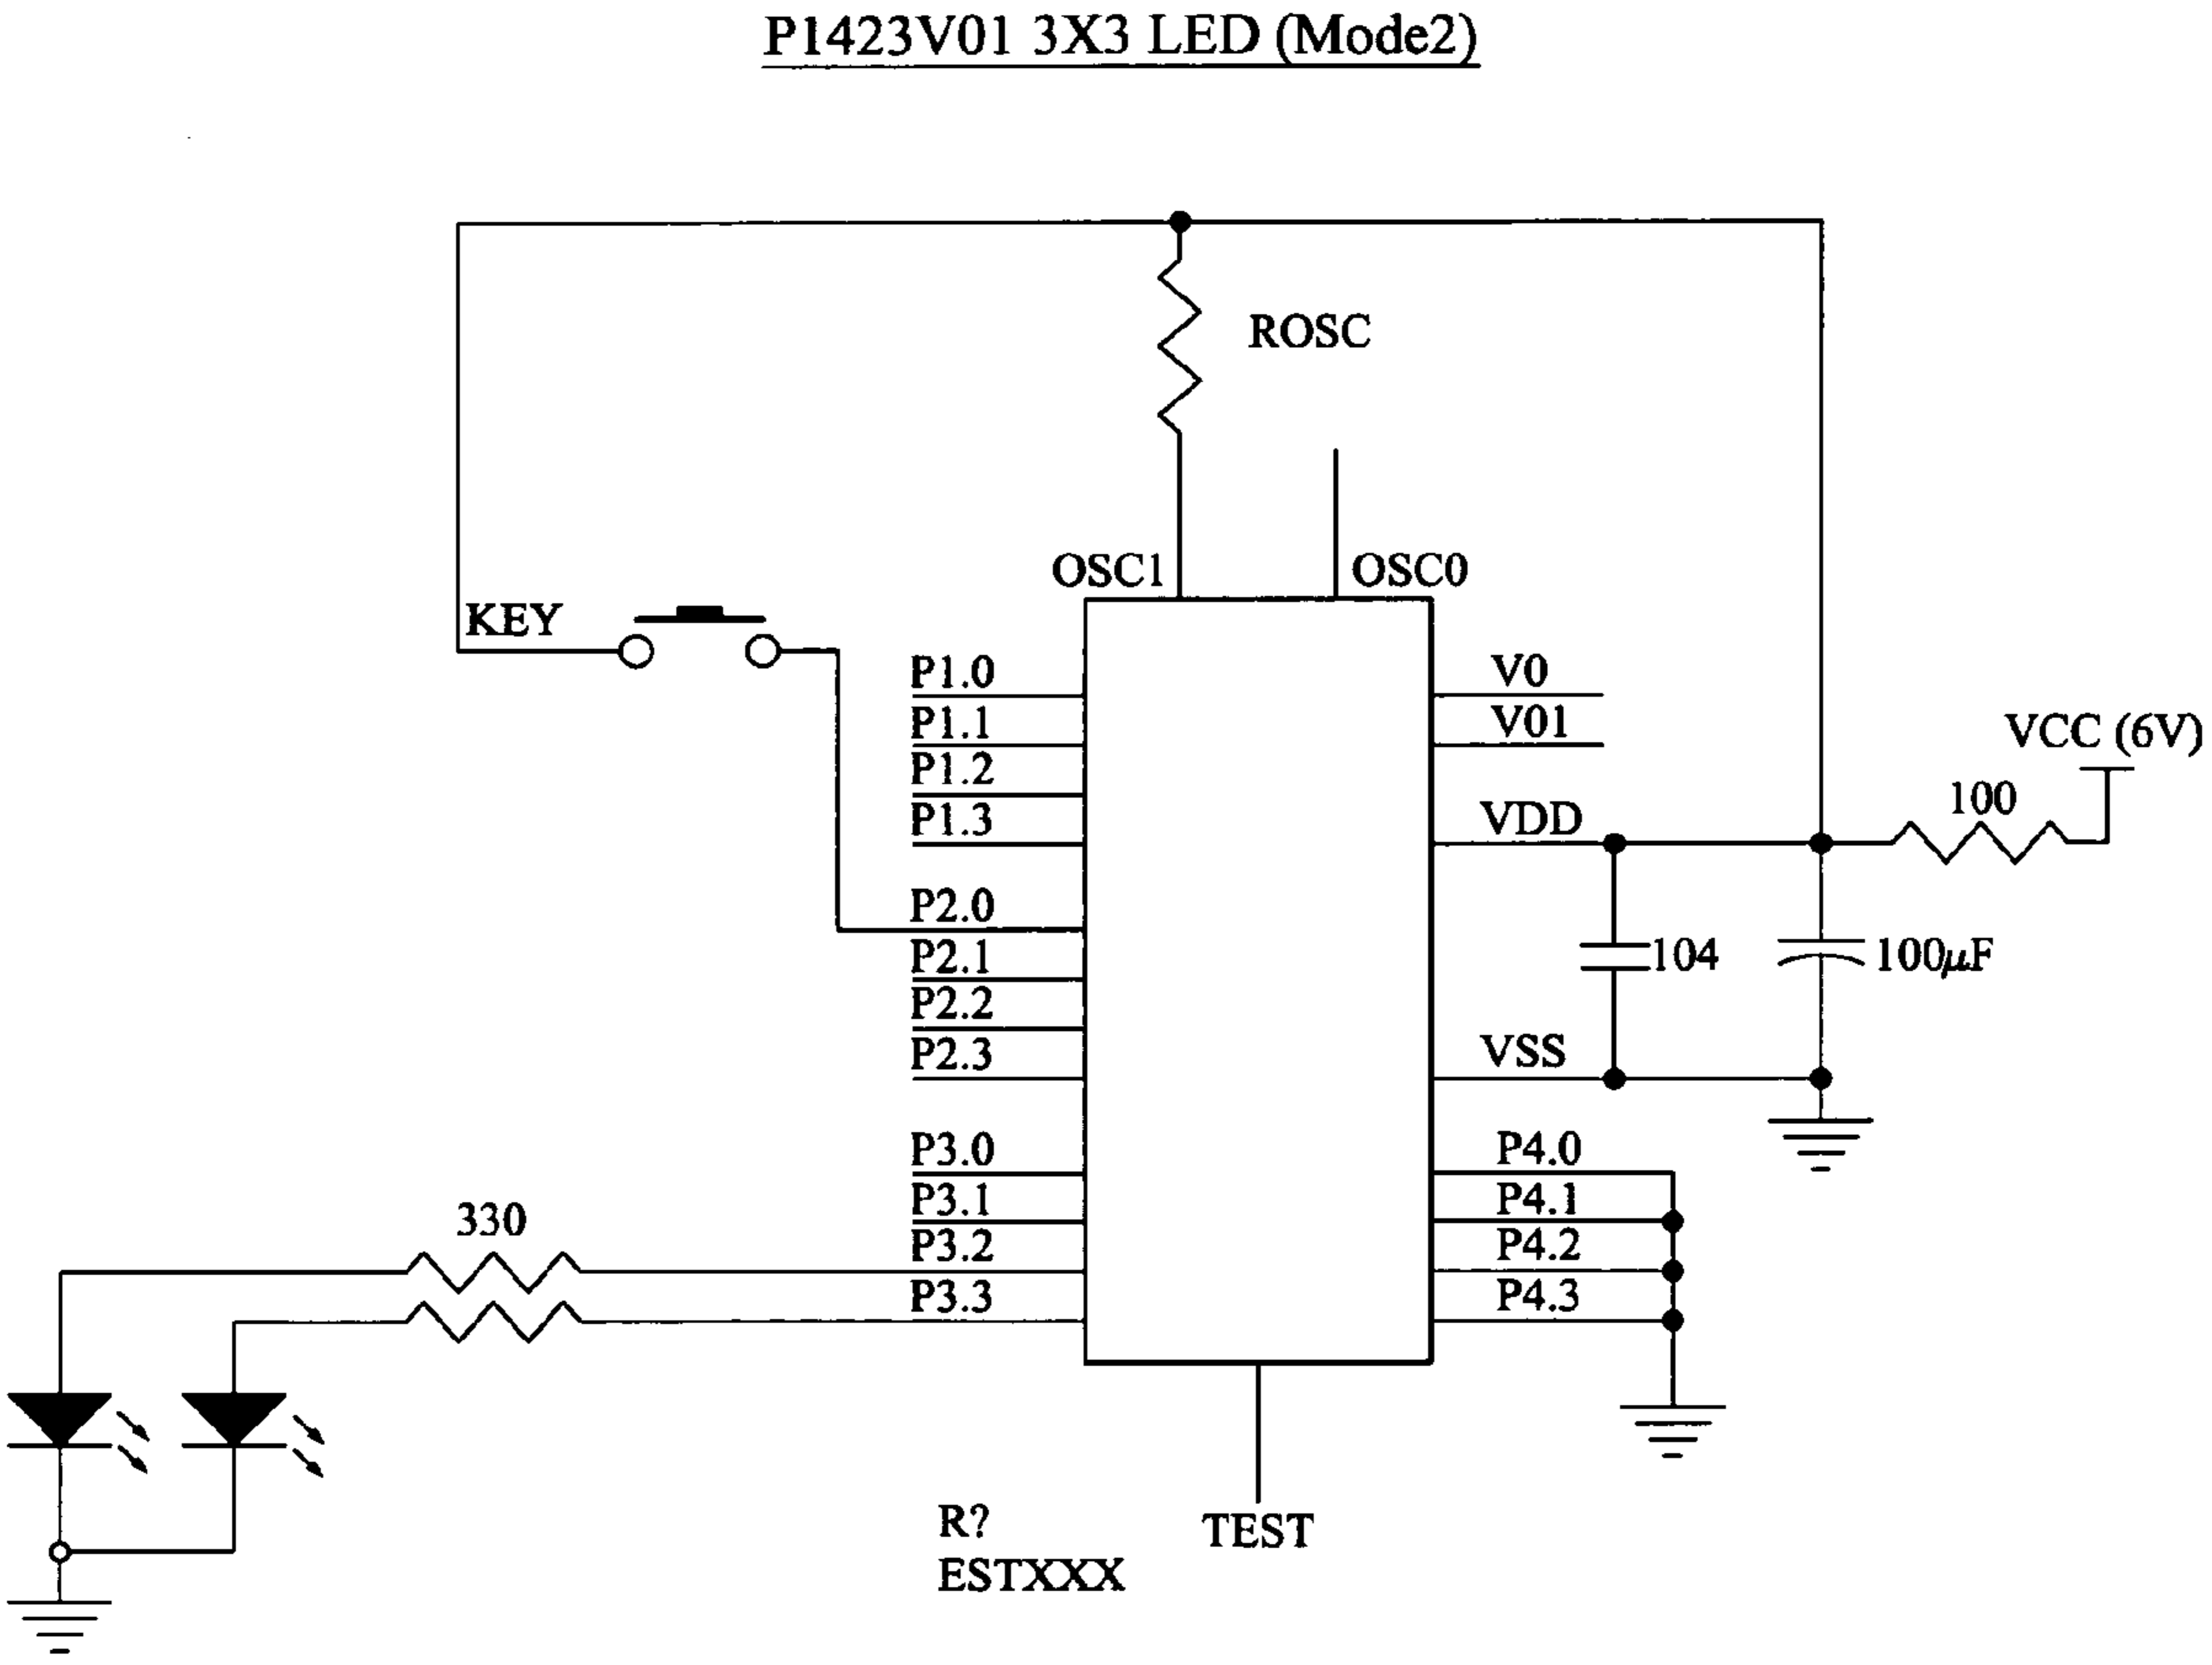 P1423V01 3X3 LED (Mode2)
ROSC
OSC1
OSC0
KEY
P1.0
P1.1
P1.2
P1.3
P2.0
P2.1
P2.2
P2.3
P3.0
P3.1
P3.2
P3.3
V0
V01
VDD
VCC (6V)
100
104
100μF
VSS
P4.0
P4.1
P4.2
P4.3
330
TEST
R?
ESTXXX